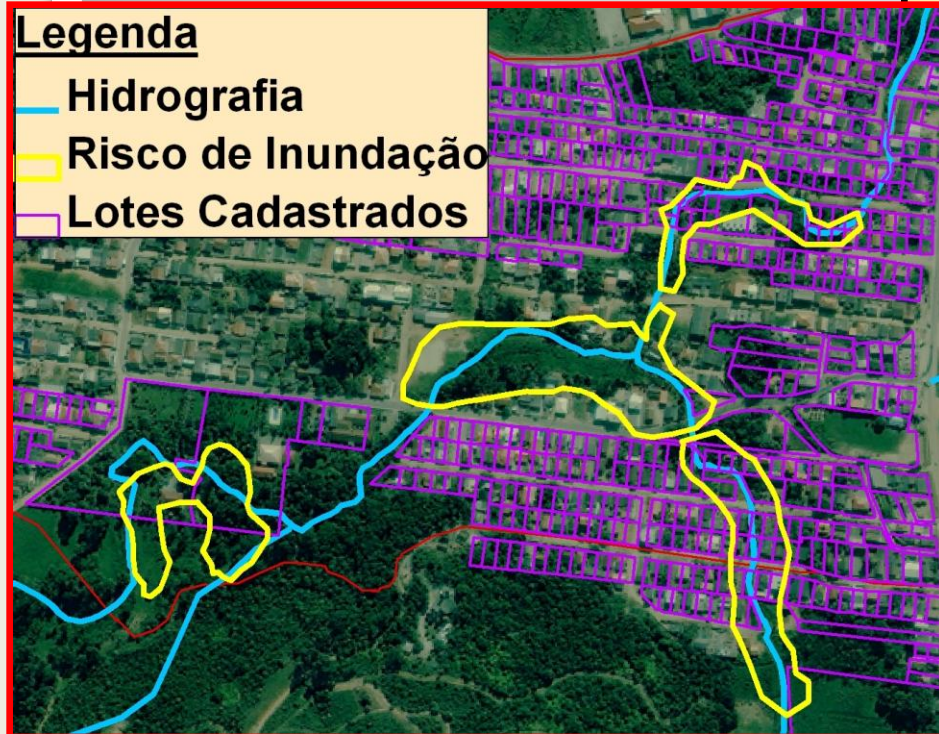 Legenda
Hidrografia
Risco de Inundação
Lotes Cadastrados